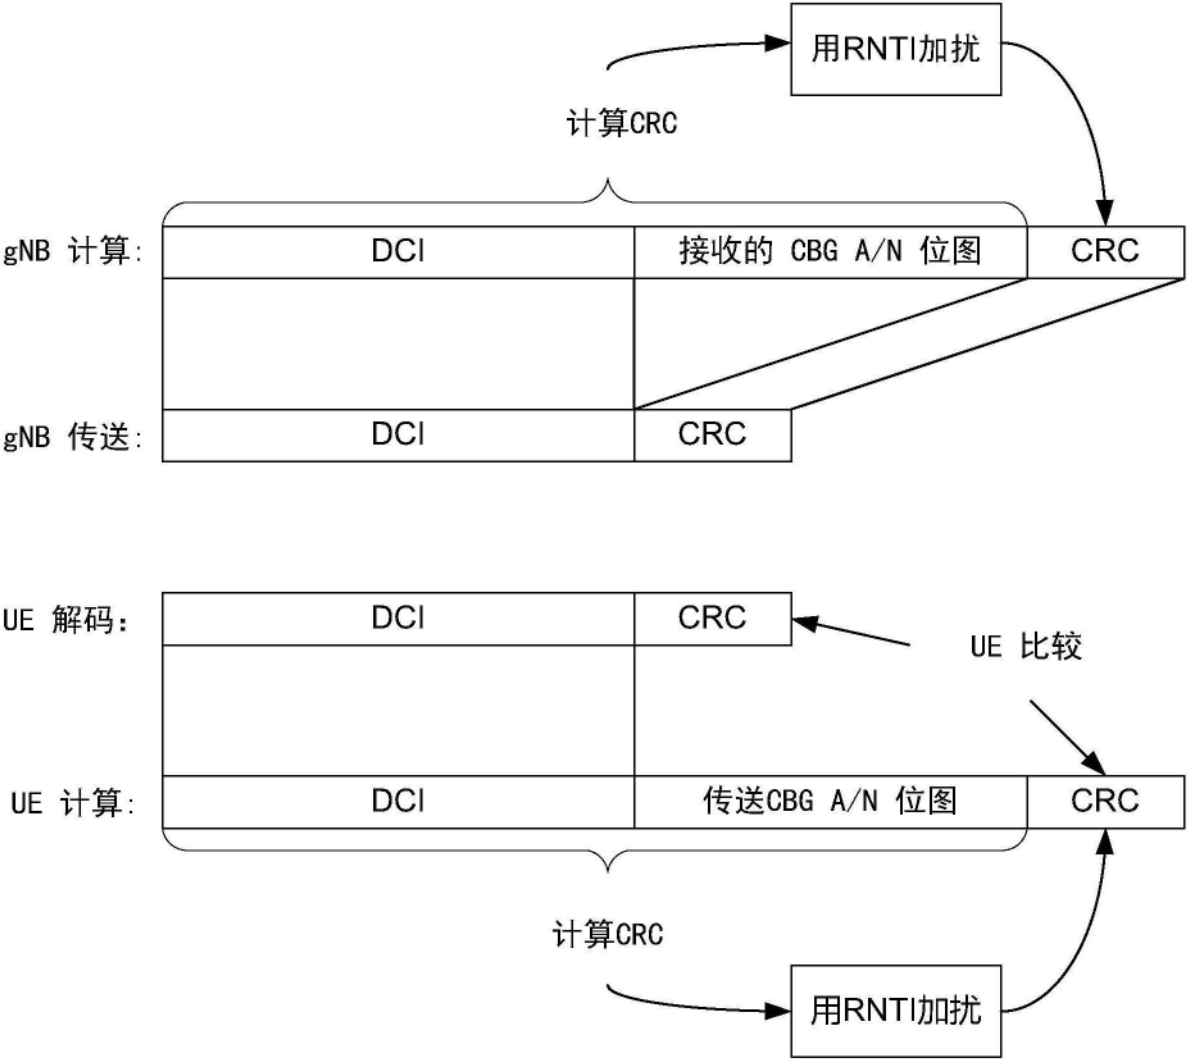 用RNTI加扰
计算CRC
gNB 计算: DCI 接收的 CBG A/N 位图 CRC
gNB 传送: DCI CRC
UE 解码: DCI CRC
UE 比较
UE 计算: DCI 传送CBG A/N 位图 CRC
计算CRC
用RNTI加扰